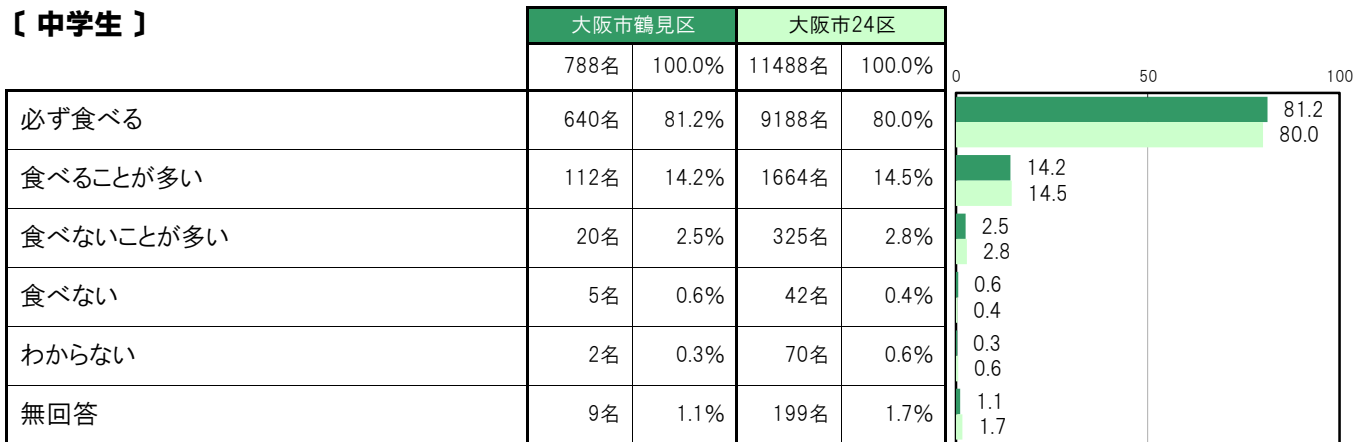 〔 中学生 〕
大阪市鶴見区 大阪市24区
788名 100.0% 11488名 100.0%
0 50 100
必ず食べる 640名 81.2% 9188名 80.0%
81.2
80.0
食べることが多い 112名 14.2% 1664名 14.5%
14.2
14.5
食べないことが多い 20名 2.5% 325名 2.8%
2.5
2.8
食べない 5名 0.6% 42名 0.4%
0.6
0.4
わからない 2名 0.3% 70名 0.6%
0.3
0.6
無回答 9名 1.1% 199名 1.7%
1.1
1.7